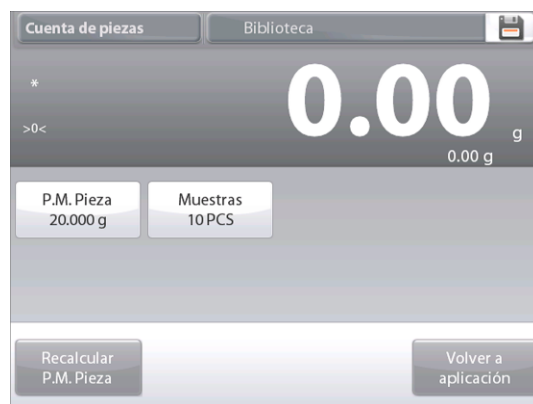 Cuenta de piezas
Biblioteca
*
>0<
0.00 g
0.00 g
P.M. Pieza
20.000 g
Muestras
10 PCS
Recalcular
P.M. Pieza
Volver a
aplicación